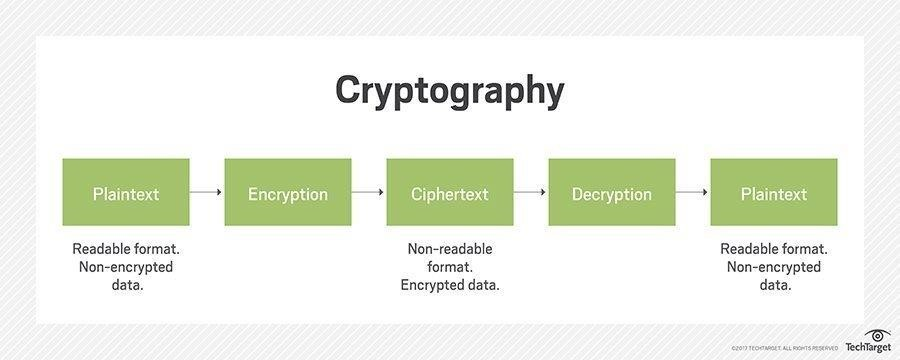 Cryptography
Plaintext
Encryption
Ciphertext
Decryption
Plaintext
Readable format.
Non-encrypted
data.
Non-readable
format.
Encrypted data.
Readable format.
Non-encrypted
data.
©2017 TECHTARGET. ALL RIGHTS RESERVED
TechTarget